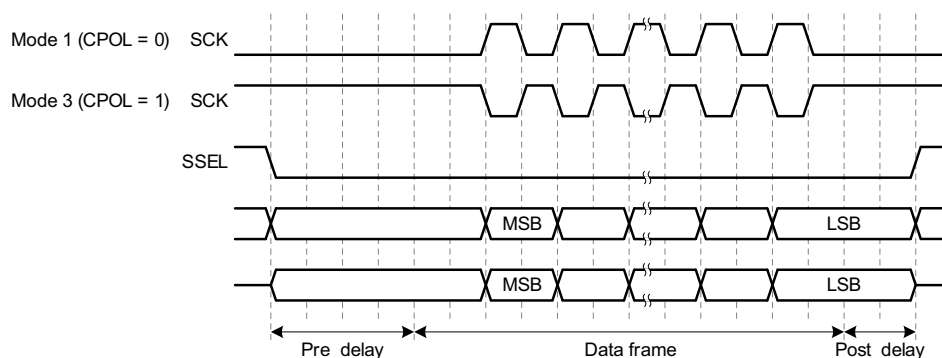 Mode 1 (CPOL = 0) SCK
Mode 3 (CPOL = 1) SCK
SSEL
MSB LSB
MSB LSB
Pre delay Data frame Post delay